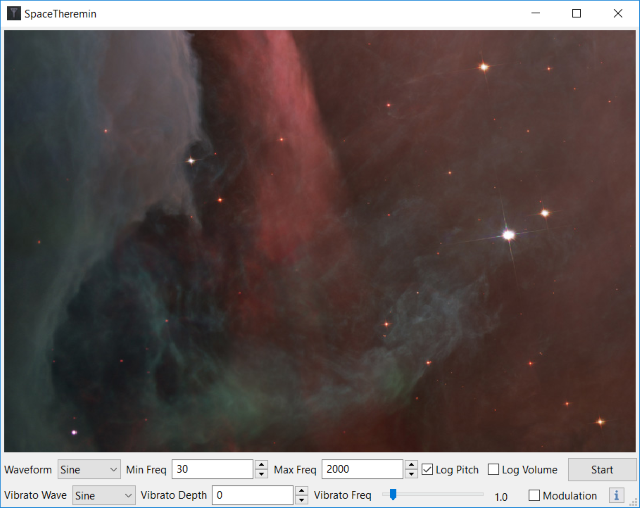 SpaceTheremin
Waveform Sine Min Freq 30 Max Freq 2000 Log Pitch Log Volume Start
Vibrato Wave Sine Vibrato Depth 0 Vibrato Freq 1.0 Modulation i